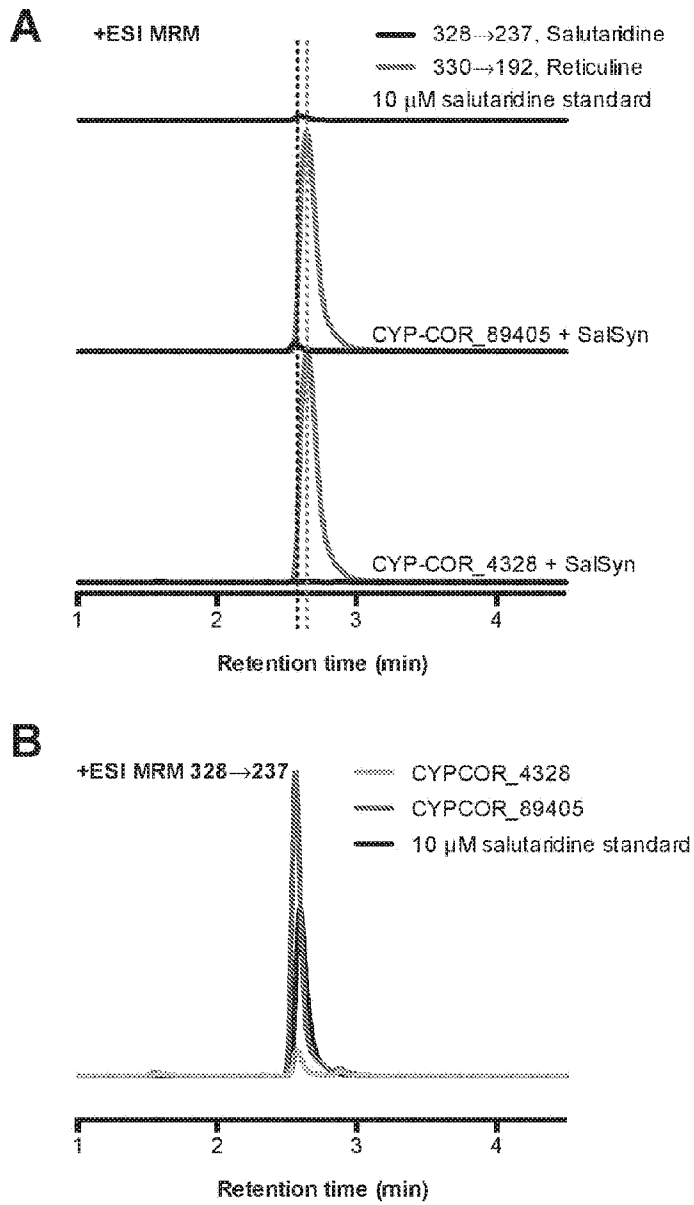 A
+ESI MRM
328→237, Salutaridine
330→192, Reticuline
10 µM salutaridine standard
CYP-COR_89405 + SalSyn
CYP-COR_4328 + SalSyn
1 2 3 4
Retention time (min)
B
+ESI MRM 328→237
CYPCOR_4328
CYPCOR_89405
10 µM salutaridine standard
1 2 3 4
Retention time (min)